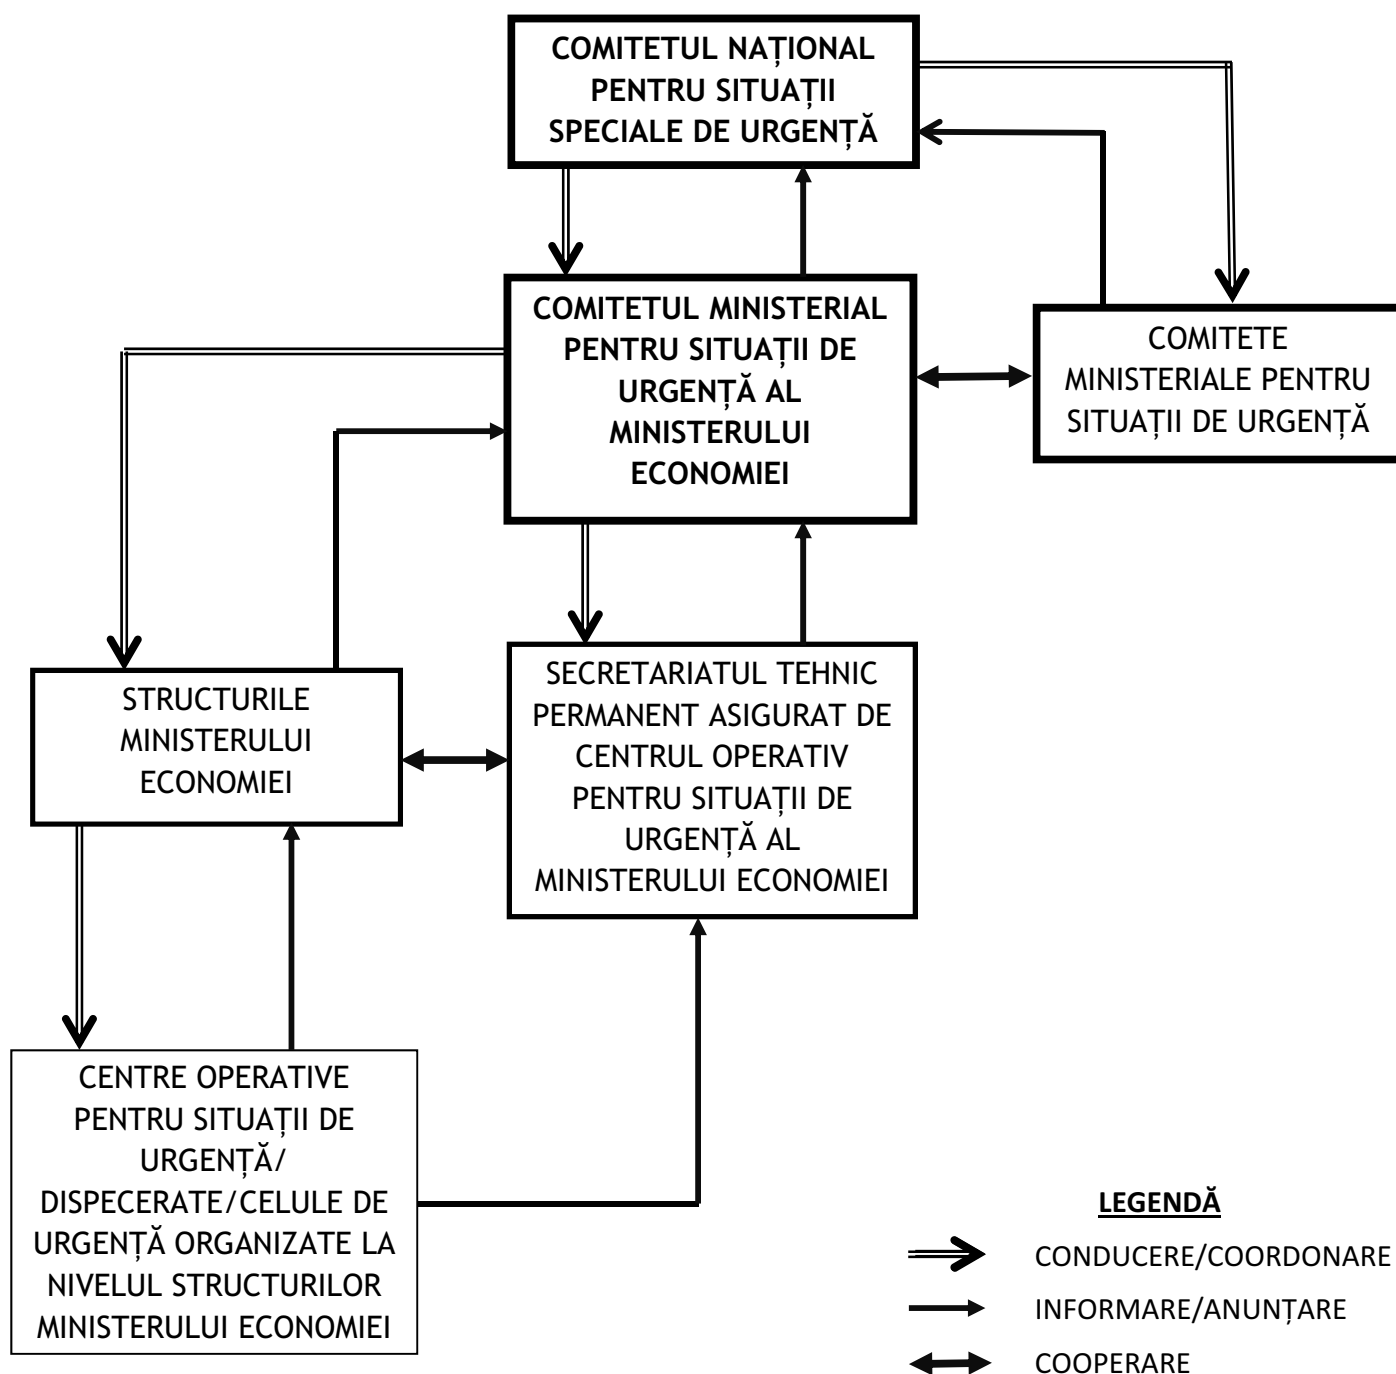 COMITETUL NAȚIONAL
PENTRU SITUAȚII
SPECIALE DE URGENȚĂ
COMITETUL MINISTERIAL
PENTRU SITUAȚII DE
URGENȚĂ AL
MINISTERULUI
ECONOMIEI
COMITETE
MINISTERIALE PENTRU
SITUAȚII DE URGENȚĂ
STRUCTURILE
MINISTERULUI
ECONOMIEI
SECRETARIATUL TEHNIC
PERMANENT ASIGURAT DE
CENTRUL OPERATIV
PENTRU SITUAȚII DE
URGENȚĂ AL
MINISTERULUI ECONOMIEI
CENTRE OPERATIVE
PENTRU SITUAȚII DE
URGENȚĂ/
DISPECERATE/CELULE DE
URGENȚĂ ORGANIZATE LA
NIVELUL STRUCTURILOR
MINISTERULUI ECONOMIEI
LEGENDĂ
CONDUCERE/COORDONARE
INFORMARE/ANUNȚARE
COOPERARE